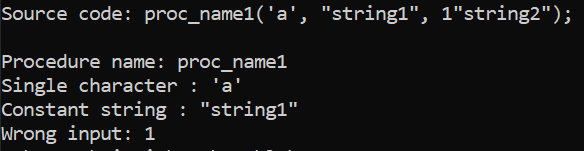 Source code: proc_name1('a', "string1", 1"string2");
Procedure name: proc_name1
Single character : 'a'
Constant string : "string1"
Wrong input: 1